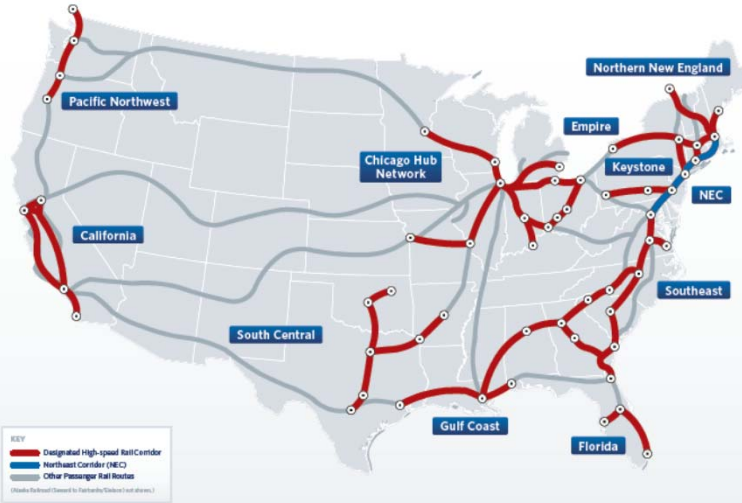 Northern New England
Pacific Northwest
Empire
Chicago Hub
Network
Keystone
NEC
California
Southeast
South Central
Gulf Coast
Florida
KEY
Designated High-speed Rail Corridor
Northeast Corridor (NEC)
Other Passenger Rail Routes